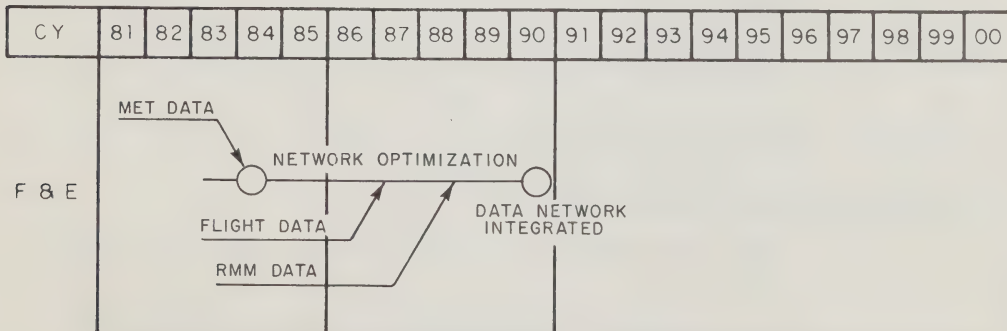 CY 81 82 83 84 85 86 87 88 89 90 91 92 93 94 95 96 97 98 99 00
MET DATA
NETWORK OPTIMIZATION
F & E
DATA NETWORK
INTEGRATED
FLIGHT DATA
RMM DATA